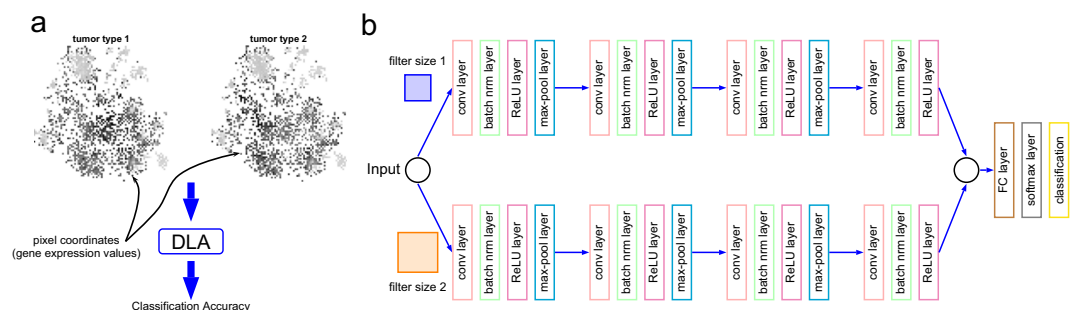 a
tumor type 1
tumor type 2
pixel coordinates
(gene expression values)
DLA
Classification Accuracy
b
filter size 1
conv layer
batch nrm layer
ReLU layer
max-pool layer
conv layer
batch nrm layer
ReLU layer
max-pool layer
conv layer
batch nrm layer
ReLU layer
max-pool layer
conv layer
batch nrm layer
ReLU layer
Input
FC layer
softmax layer
classification
filter size 2
conv layer
batch nrm layer
ReLU layer
max-pool layer
conv layer
batch nrm layer
ReLU layer
max-pool layer
conv layer
batch nrm layer
ReLU layer
max-pool layer
conv layer
batch nrm layer
ReLU layer